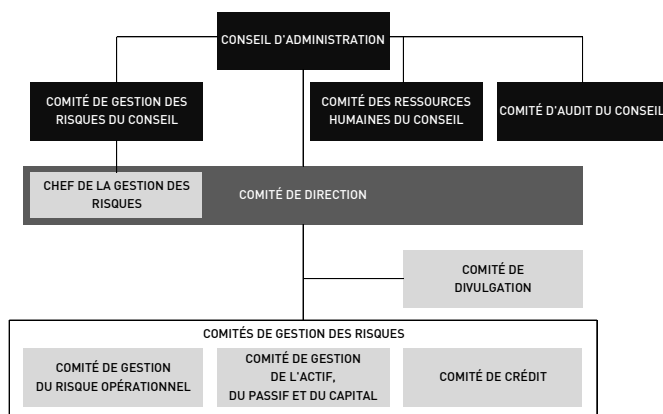 CONSEIL D'ADMINISTRATION
COMITÉ DE GESTION DES
RISQUES DU CONSEIL
COMITÉ DES RESSOURCES
HUMAINES DU CONSEIL
COMITÉ D'AUDIT DU CONSEIL
CHEF DE LA GESTION DES
RISQUES
COMITÉ DE DIRECTION
COMITÉ DE
DIVULGATION
COMITÉS DE GESTION DES RISQUES
COMITÉ DE GESTION
DU RISQUE OPÉRATIONNEL
COMITÉ DE GESTION
DE L'ACTIF,
DU PASSIF ET DU CAPITAL
COMITÉ DE CRÉDIT